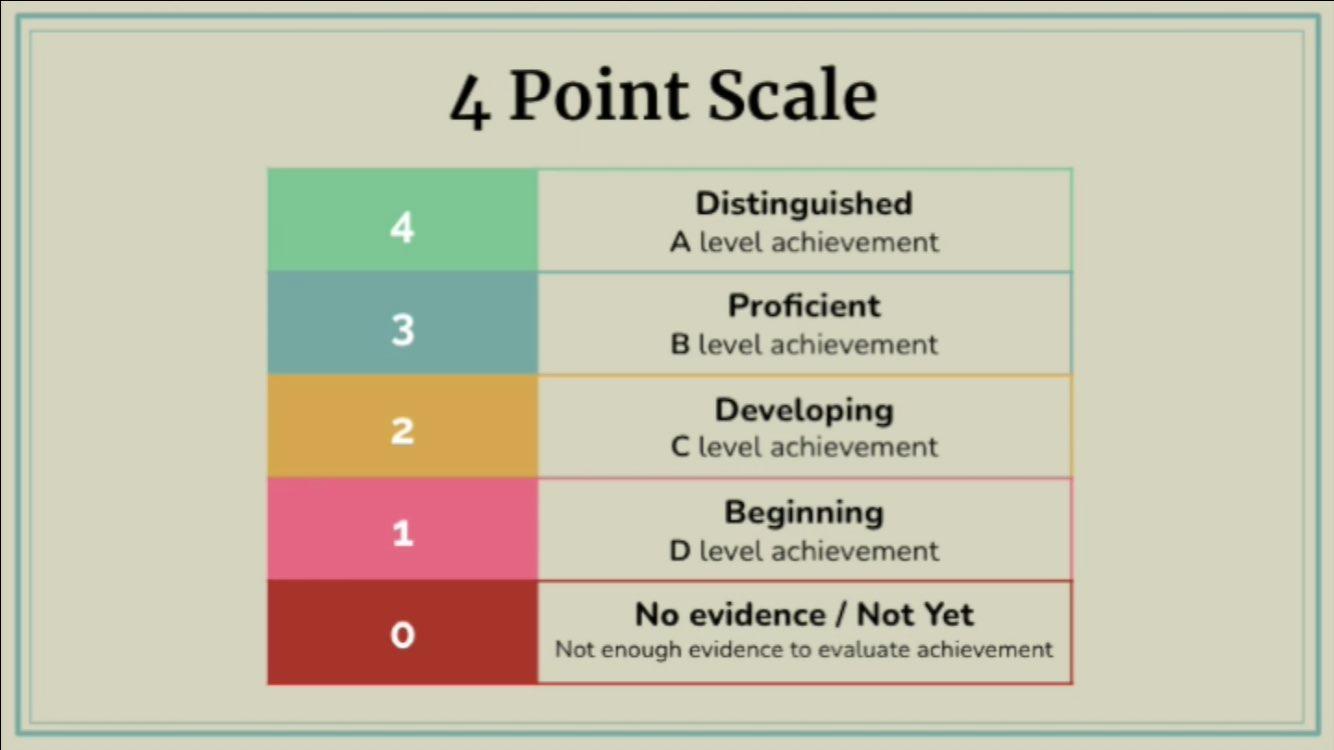 4 Point Scale
4
Distinguished
A level achievement
3
Proficient
B level achievement
2
Developing
C level achievement
1
Beginning
D level achievement
0
No evidence / Not Yet
Not enough evidence to evaluate achievement